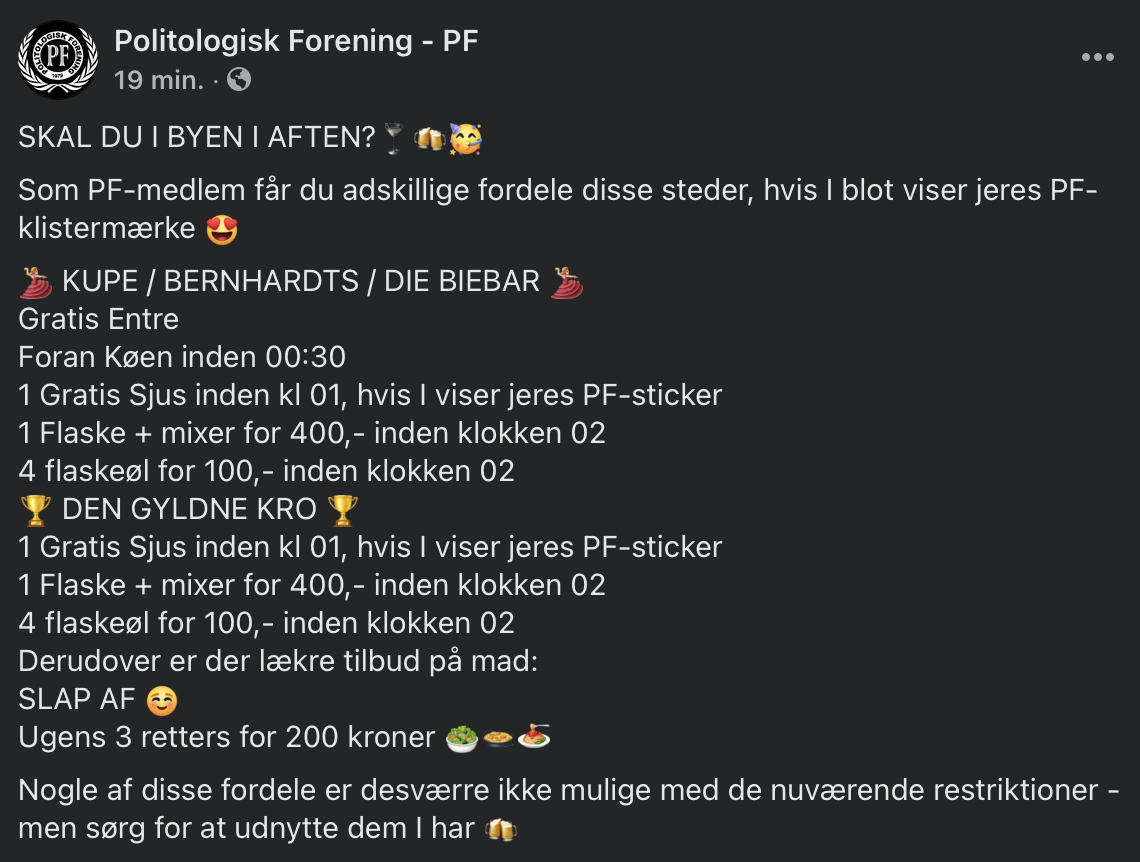 POLITOLOGISK FORENING
PF
1979
Politologisk Forening - PF
19 min. ·
SKAL DU I BYEN I AFTEN?🍸🍻🥳
Som PF-medlem får du adskillige fordele disse steder, hvis I blot viser jeres PF-
klistermærke 😍
💃 KUPE / BERNHARDTS / DIE BIEBAR 💃
Gratis Entre
Foran Køen inden 00:30
1 Gratis Sjus inden kl 01, hvis I viser jeres PF-sticker
1 Flaske + mixer for 400,- inden klokken 02
4 flaskeøl for 100,- inden klokken 02
🏆 DEN GYLDNE KRO 🏆
1 Gratis Sjus inden kl 01, hvis I viser jeres PF-sticker
1 Flaske + mixer for 400,- inden klokken 02
4 flaskeøl for 100,- inden klokken 02
Derudover er der lækre tilbud på mad:
SLAP AF ☺️
Ugens 3 retters for 200 kroner 🥗🥘🍝
Nogle af disse fordele er desværre ikke mulige med de nuværende restriktioner -
men sørg for at udnytte dem I har 🍻